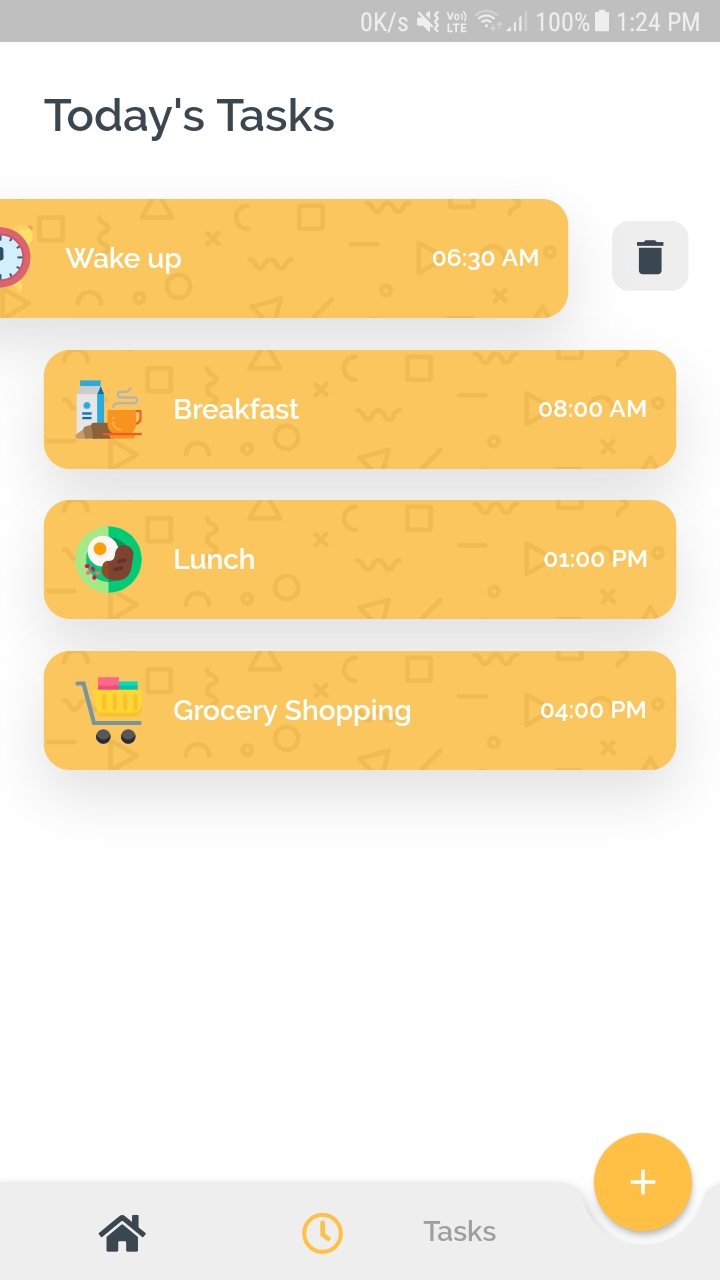 0K/s Vo)) LTE 100% 1:24 PM
Today's Tasks
Wake up 06:30 AM
Breakfast 08:00 AM
Lunch 01:00 PM
Grocery Shopping 04:00 PM
Tasks